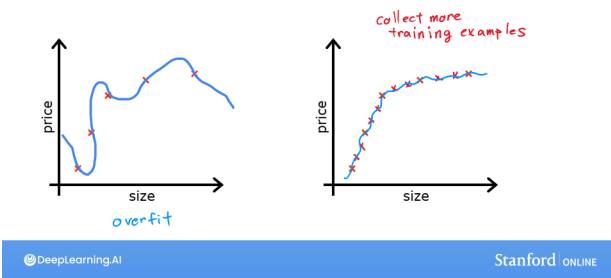 collect more
training examples
price
size
overfit
price
size
DeepLearning.AI
Stanford | ONLINE